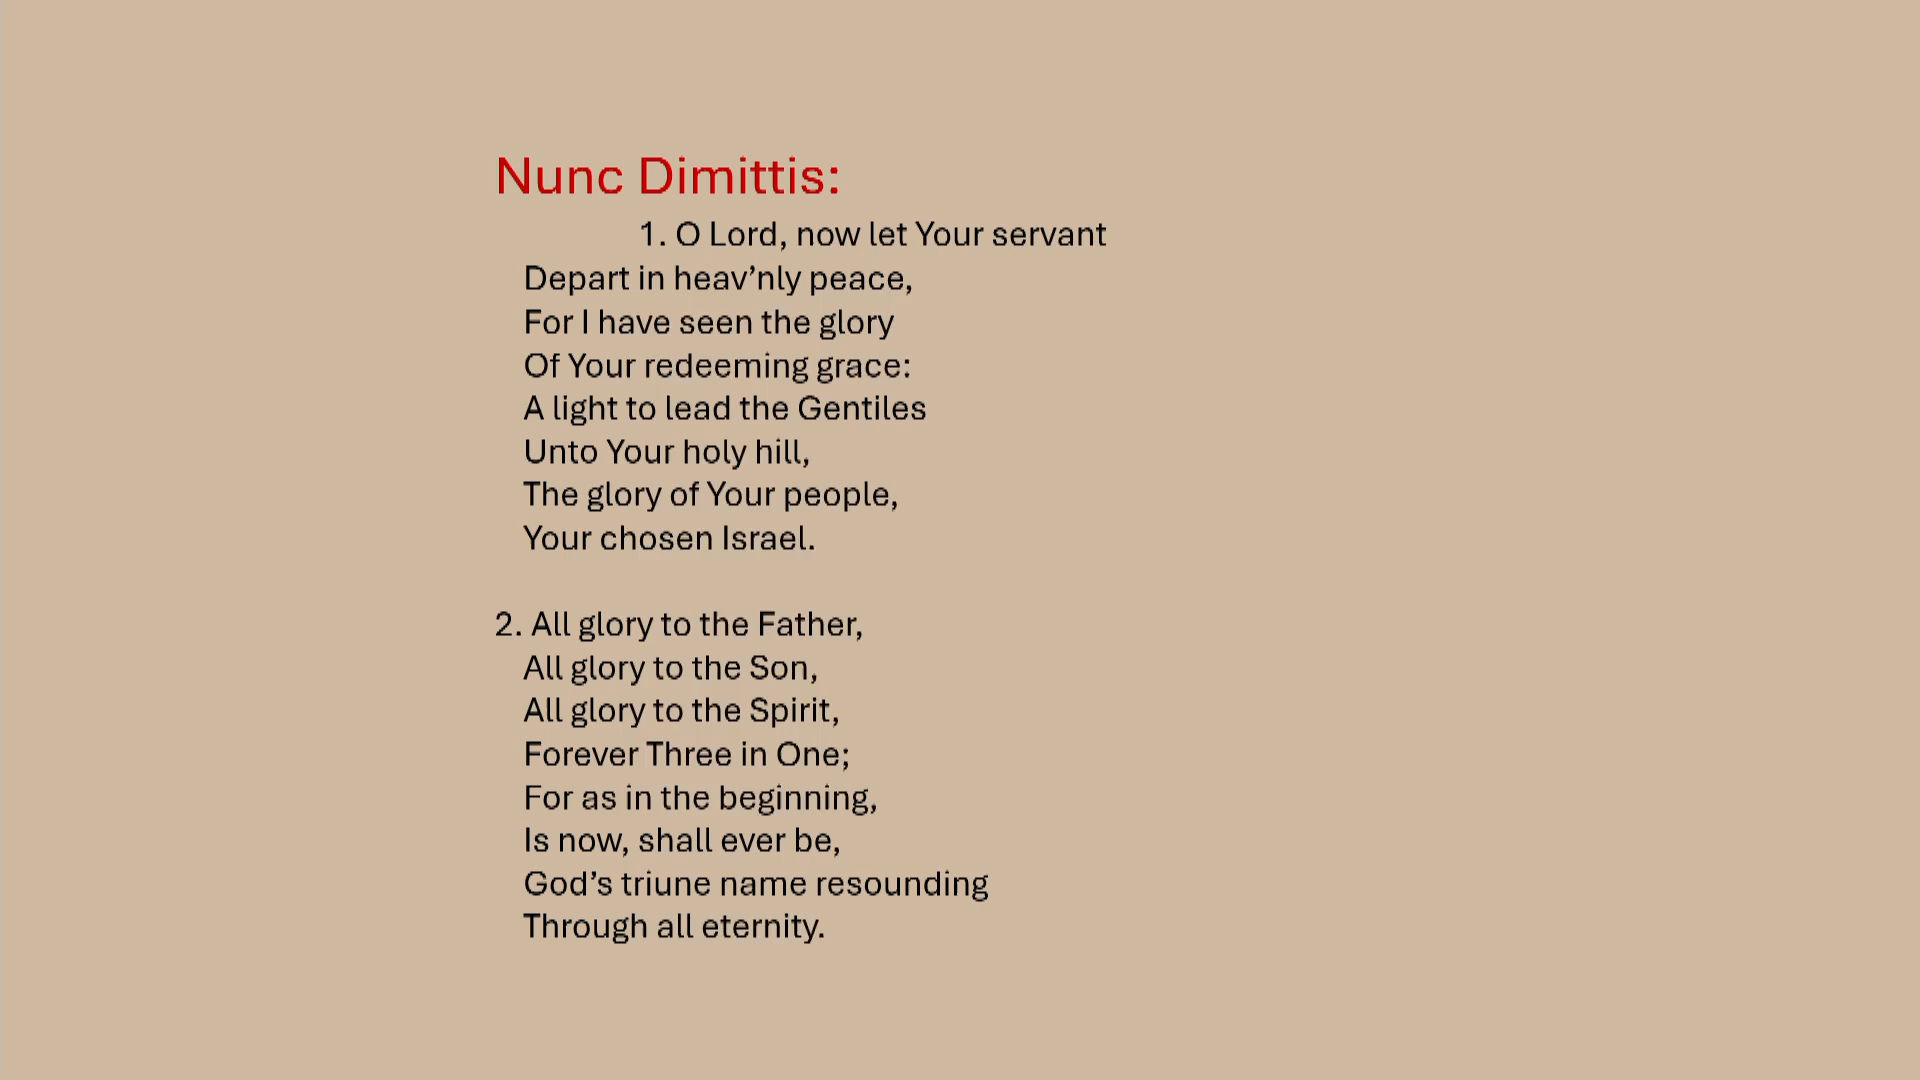 Nunc Dimittis:
1. O Lord, now let Your servant
Depart in heav’nly peace,
For I have seen the glory
Of Your redeeming grace:
A light to lead the Gentiles
Unto Your holy hill,
The glory of Your people,
Your chosen Israel.
2. All glory to the Father,
All glory to the Son,
All glory to the Spirit,
Forever Three in One;
For as in the beginning,
Is now, shall ever be,
God’s triune name resounding
Through all eternity.